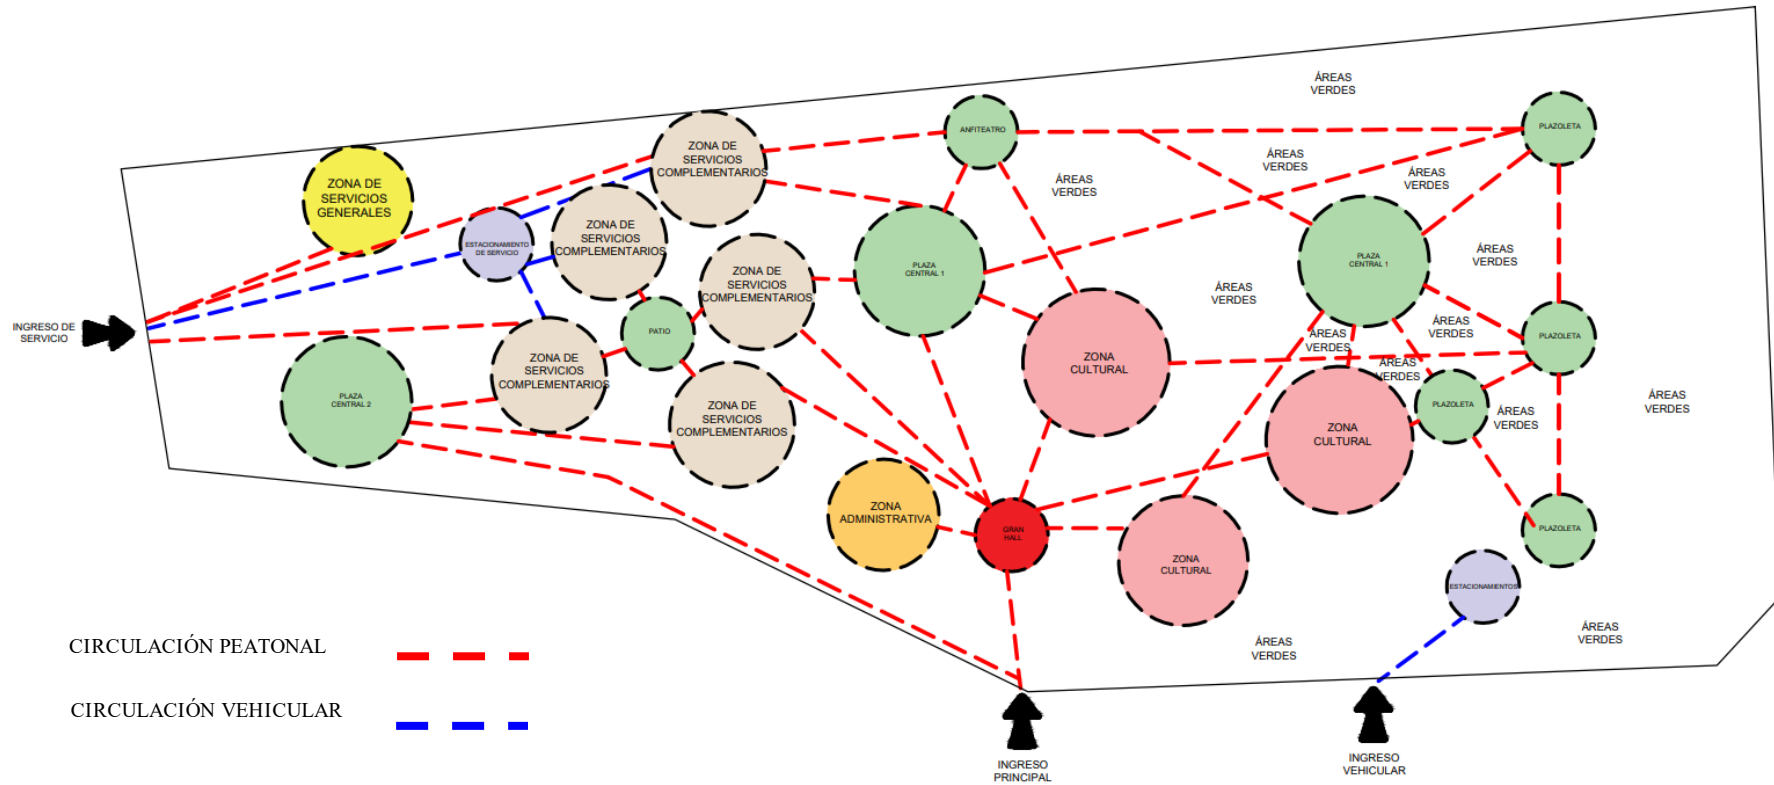 ÁREAS
VERDES
PLAZOLETA
ANFITEATRO
ZONA DE
SERVICIOS
COMPLEMENTARIOS
ÁREAS
VERDES
ÁREAS
VERDES
ÁREAS
VERDES
ZONA DE
SERVICIOS
GENERALES
ESTACIONAMIENTO
DE SERVICIO
ZONA DE
SERVICIOS
COMPLEMENTARIOS
ZONA DE
SERVICIOS
COMPLEMENTARIOS
PLAZA
CENTRAL 1
PLAZA
CENTRAL 1
ÁREAS
VERDES
ÁREAS
VERDES
INGRESO DE
SERVICIO
PATIO
ÁREAS
VERDES
ÁREAS
VERDES
PLAZOLETA
ZONA DE
SERVICIOS
COMPLEMENTARIOS
ZONA
CULTURAL
ÁREAS
VERDES
PLAZA
CENTRAL 2
ZONA DE
SERVICIOS
COMPLEMENTARIOS
ZONA
CULTURAL
PLAZOLETA
ÁREAS
VERDES
ÁREAS
VERDES
ZONA
ADMINISTRATIVA
GRAN
HALL
PLAZOLETA
ZONA
CULTURAL
ESTACIONAMIENTOS
ÁREAS
VERDES
ÁREAS
VERDES
CIRCULACIÓN PEATONAL
CIRCULACIÓN VEHICULAR
INGRESO
PRINCIPAL
INGRESO
VEHICULAR